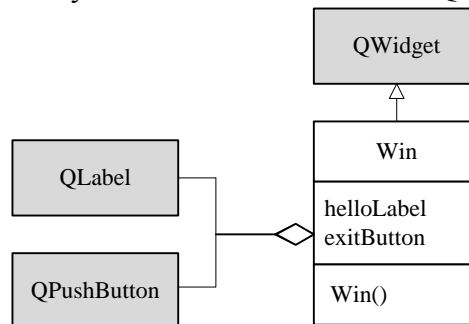 QWidget
Win
QLabel
helloLabel
exitButton
QPushButton
Win()